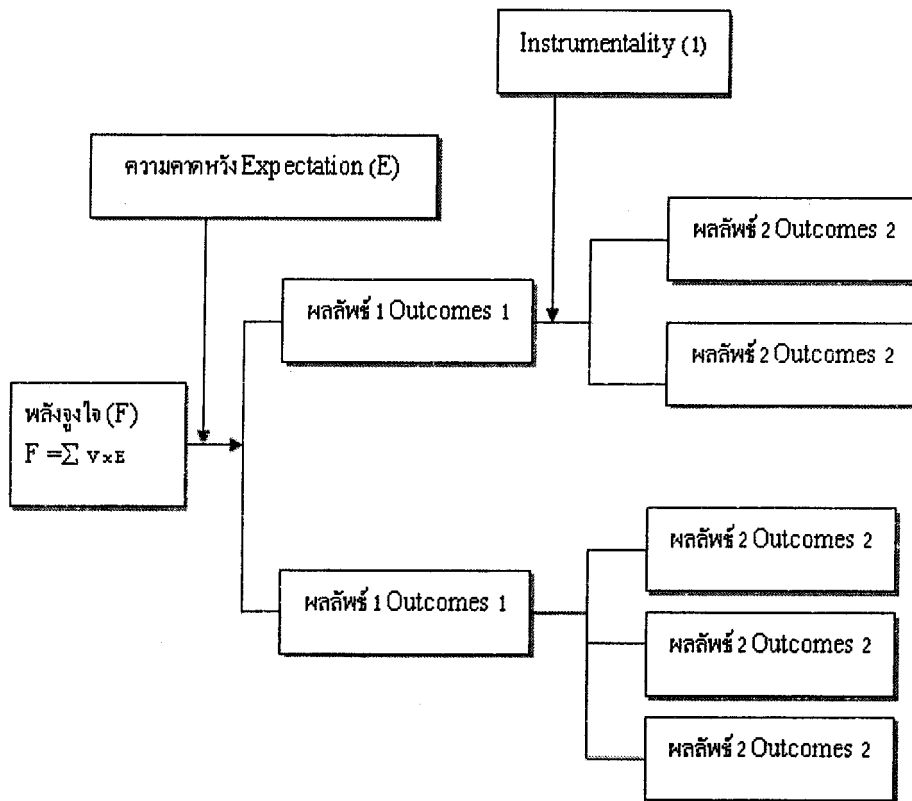 Instrumentality (1)
ความคาดหวัง Expectation (E)
ผลลัพธ์ 2 Outcomes 2
ผลลัพธ์ 1 Outcomes 1
ผลลัพธ์ 2 Outcomes 2
พลังจูงใจ (F)
F =∑ V×E
ผลลัพธ์ 2 Outcomes 2
ผลลัพธ์ 1 Outcomes 1
ผลลัพธ์ 2 Outcomes 2
ผลลัพธ์ 2 Outcomes 2